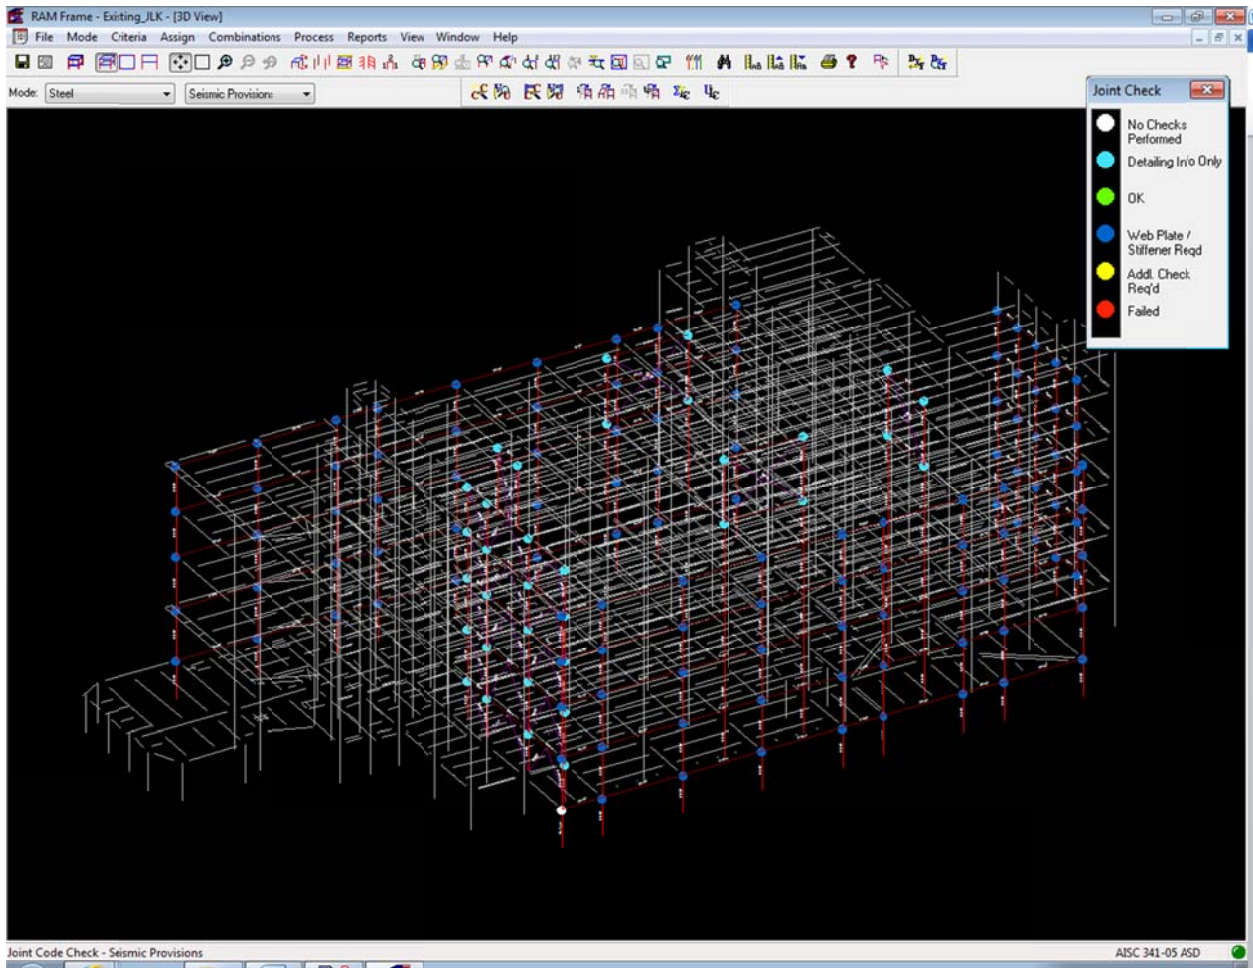 RAM Frame - Existing_JLK - [3D View]
File Mode Criteria Assign Combinations Process Reports View Window Help
Mode: Steel Seismic Provisions
Joint Check
No Checks
Performed
Detailing Info Only
OK
Web Plate /
Stiffener Reqd
Addl. Check
Req'd
Failed
Joint Code Check - Seismic Provisions
AISC 341-05 ASD